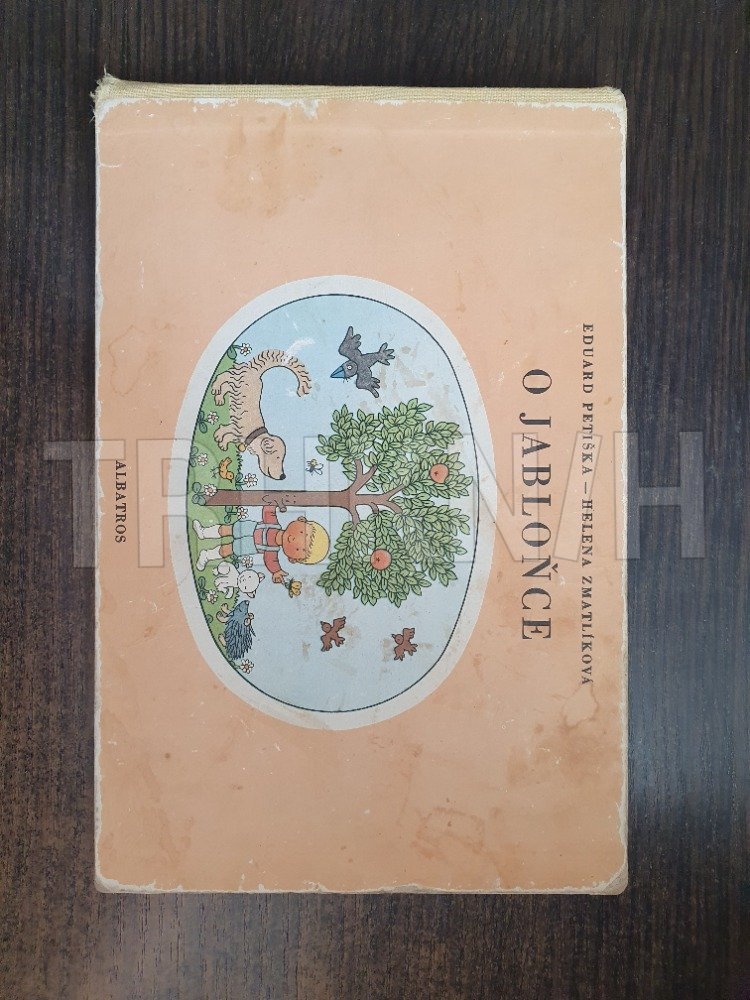 EDUARD PETIŠKA – HELENA ZMATLÍKOVÁ
O JABLOŇCE
ALBATROS